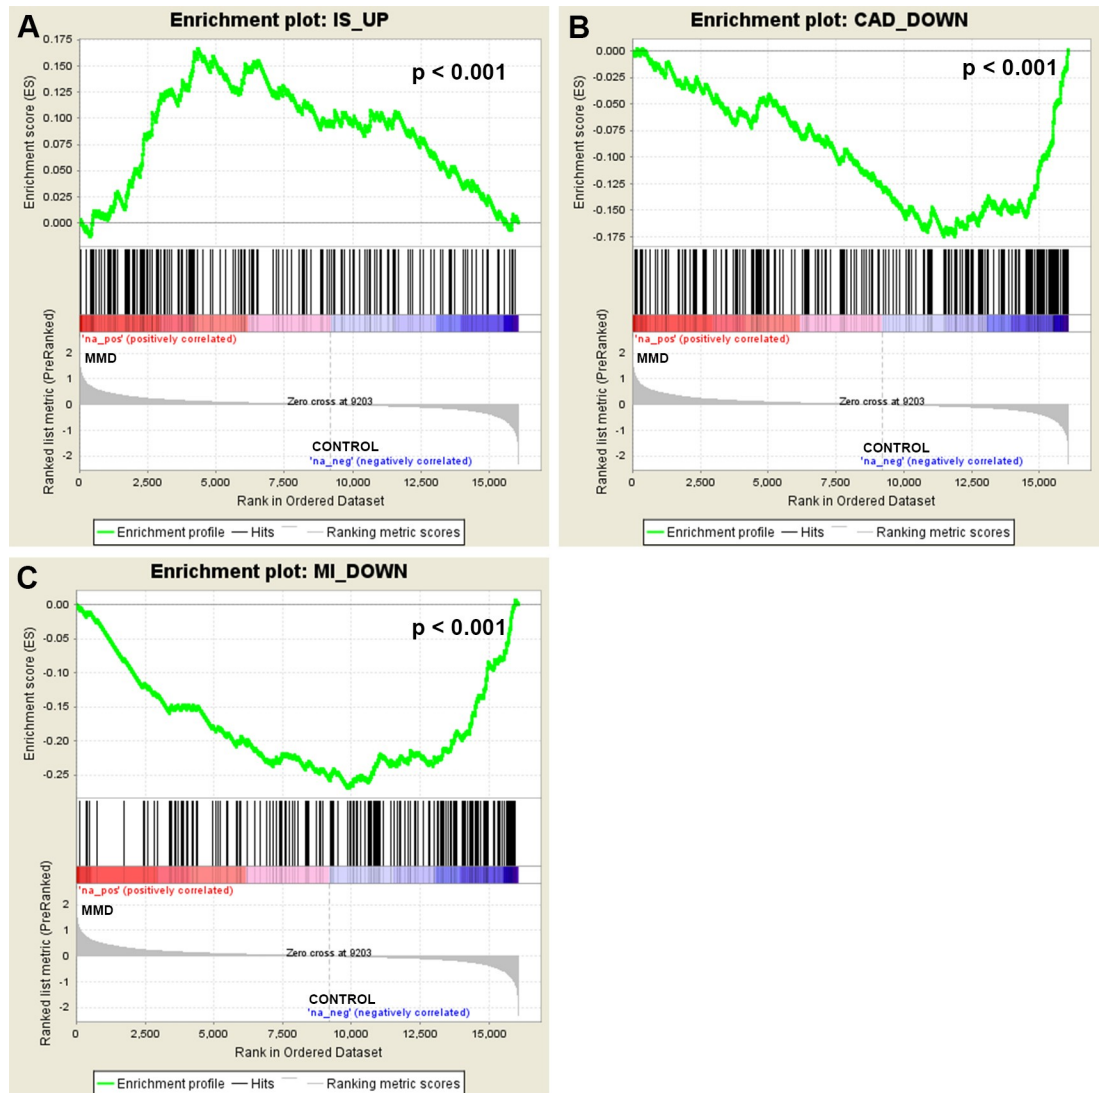 A
Enrichment plot: IS_UP
p < 0.001
Enrichment score (ES)
0.175
0.150
0.125
0.100
0.075
0.050
0.025
0.000
'na_pos' (positively correlated)
MMD
Ranked list metric (PreRanked)
2
1
0
-1
-2
Zero cross at 9203
CONTROL
'na_neg' (negatively correlated)
0 2,500 5,000 7,500 10,000 12,500 15,000
Rank in Ordered Dataset
Enrichment profile Hits Ranking metric scores
B
Enrichment plot: CAD_DOWN
p < 0.001
Enrichment score (ES)
0.000
-0.025
-0.050
-0.075
-0.100
-0.125
-0.150
-0.175
'na_pos' (positively correlated)
MMD
Ranked list metric (PreRanked)
2
1
0
-1
-2
Zero cross at 9203
CONTROL
'na_neg' (negatively correlated)
0 2,500 5,000 7,500 10,000 12,500 15,000
Rank in Ordered Dataset
Enrichment profile Hits Ranking metric scores
C
Enrichment plot: MI_DOWN
p < 0.001
Enrichment score (ES)
0.00
-0.05
-0.10
-0.15
-0.20
-0.25
'na_pos' (positively correlated)
MMD
Ranked list metric (PreRanked)
2
1
0
-1
-2
Zero cross at 9203
CONTROL
'na_neg' (negatively correlated)
0 2,500 5,000 7,500 10,000 12,500 15,000
Rank in Ordered Dataset
Enrichment profile Hits Ranking metric scores